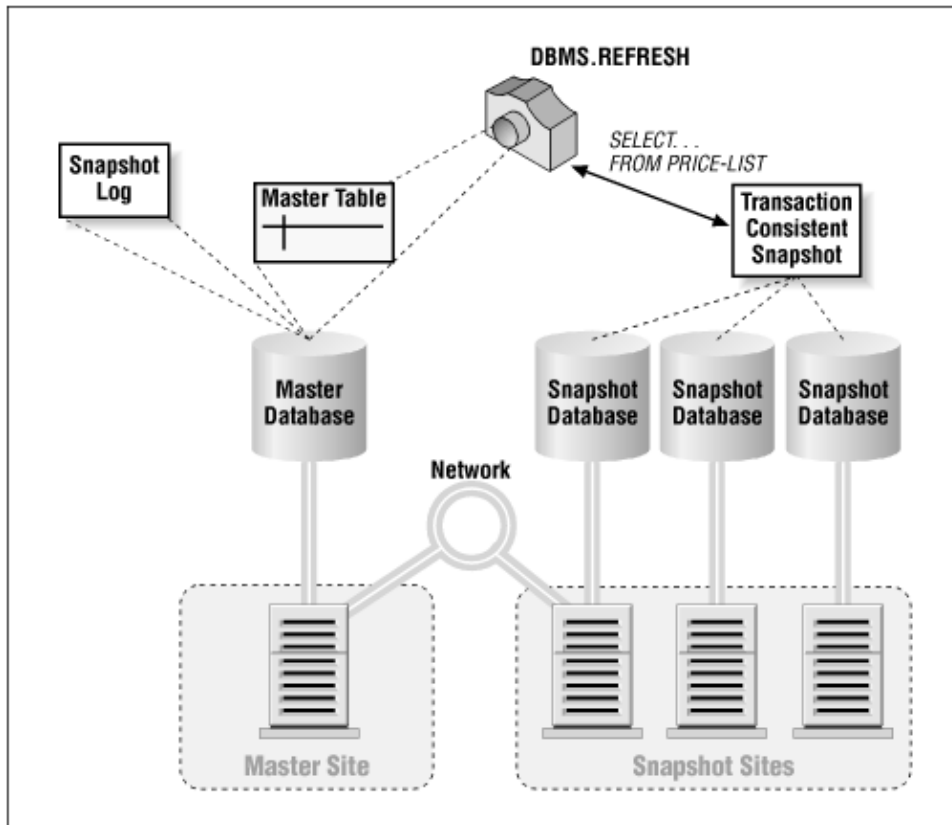 DBMS.REFRESH
SELECT. . .
FROM PRICE-LIST
Snapshot
Log
Master Table
Transaction
Consistent
Snapshot
Master
Database
Snapshot
Database
Snapshot
Database
Snapshot
Database
Network
Master Site
Snapshot Sites